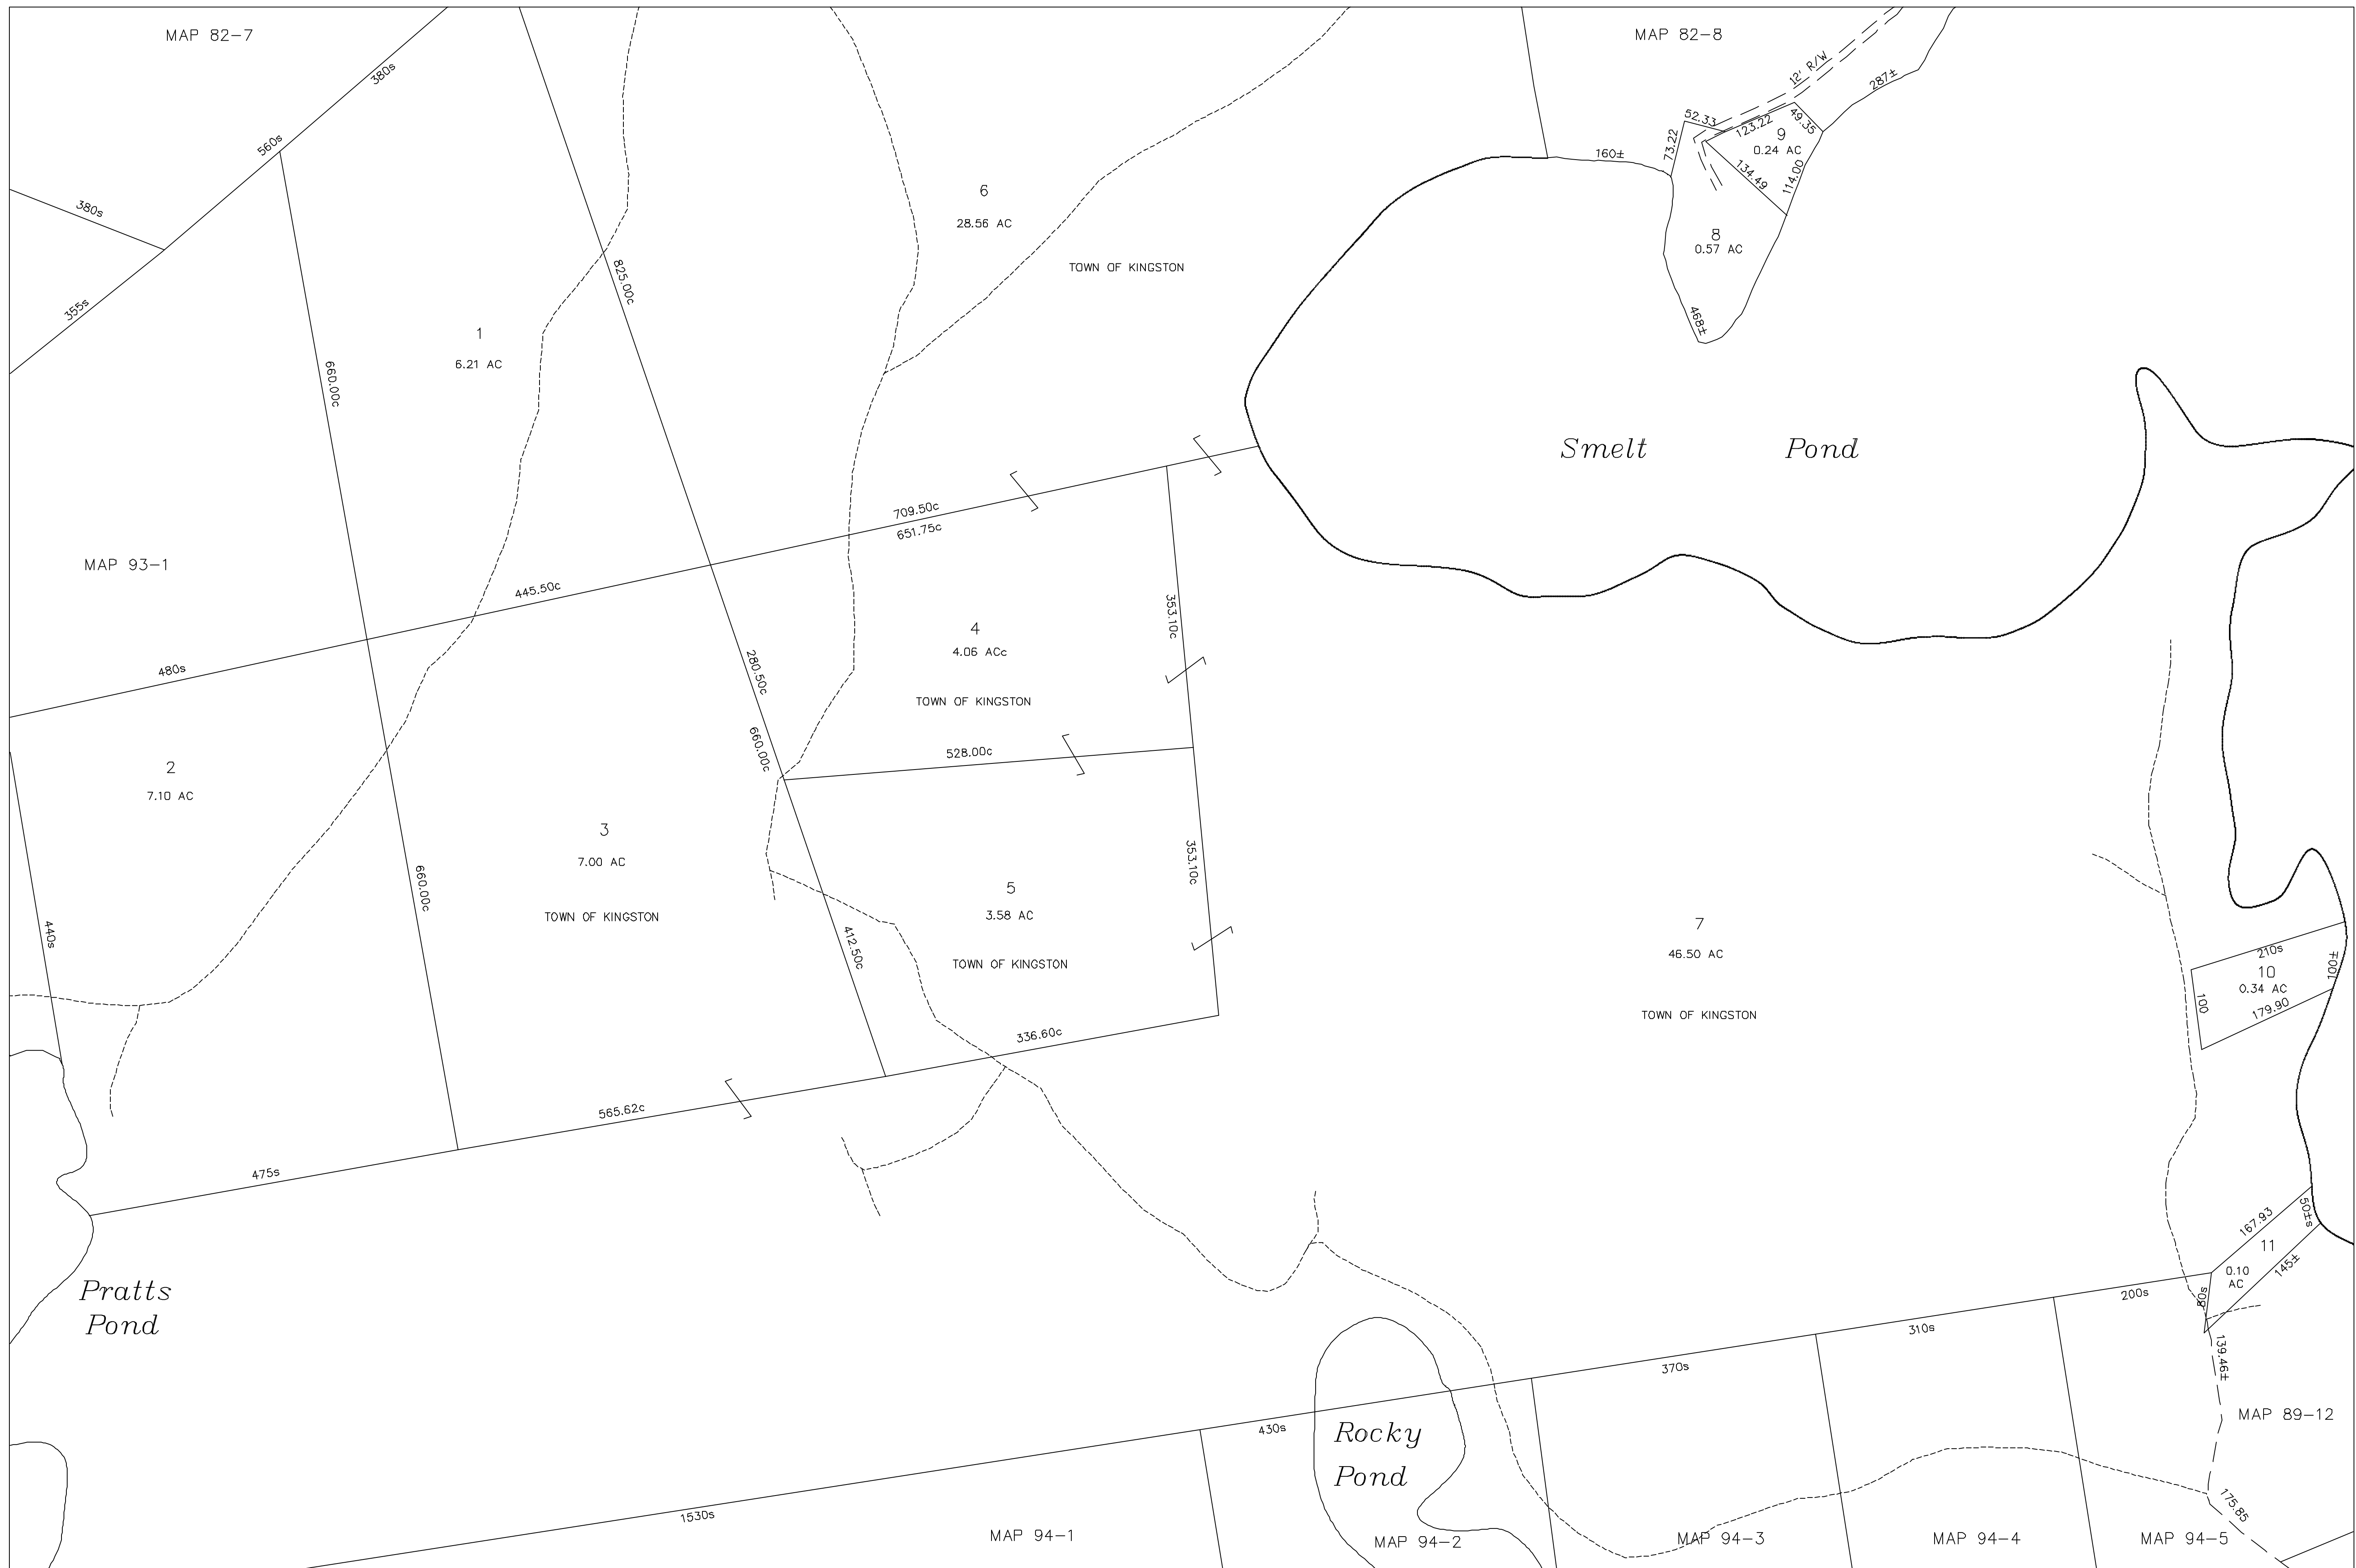 MAP 82-7
380s
560s
380s
355s
MAP 82-8
12' R/W
287±
52.33
123.22
49.35
73.22
9
0.24 AC
160±
134.49
114.00
8
0.57 AC
468±
6
28.56 AC
TOWN OF KINGSTON
825.00c
1
6.21 AC
660.00c
Smelt Pond
709.50c
651.75c
MAP 93-1
445.50c
480s
4
4.06 ACc
TOWN OF KINGSTON
353.10c
280.50c
660.00c
528.00c
2
7.10 AC
3
7.00 AC
TOWN OF KINGSTON
660.00c
440s
5
3.58 AC
TOWN OF KINGSTON
353.10c
412.50c
336.60c
565.62c
475s
7
46.50 AC
TOWN OF KINGSTON
210s
10
0.34 AC
100±
100
179.90
167.93
50±s
11
0.10
AC
145±
80s
200s
310s
370s
430s
1530s
139.46±
175.85
Pratts
Pond
Rocky
Pond
MAP 89-12
MAP 94-1
MAP 94-2
MAP 94-3
MAP 94-4
MAP 94-5